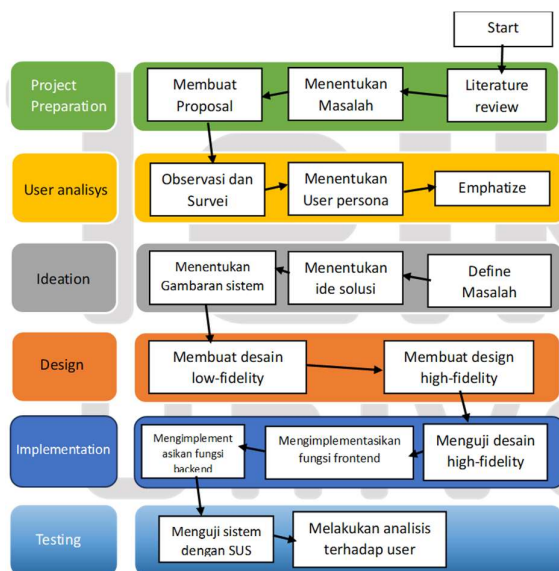 Start
Project
Preparation
Membuat
Proposal
Menentukan
Masalah
Literature
review
User analisys
Observasi dan
Survei
Menentukan
User persona
Emphatize
Ideation
Menentukan
Gambaran sistem
Menentukan
ide solusi
Define
Masalah
Design
Membuat desain
low-fidelity
Membuat design
high-fidelity
Implementation
Mengimplement
asikan fungsi
backend
Mengimplementasikan
fungsi frontend
Menguji desain
high-fidelity
Testing
Menguji sistem
dengan SUS
Melakukan analisis
terhadap user